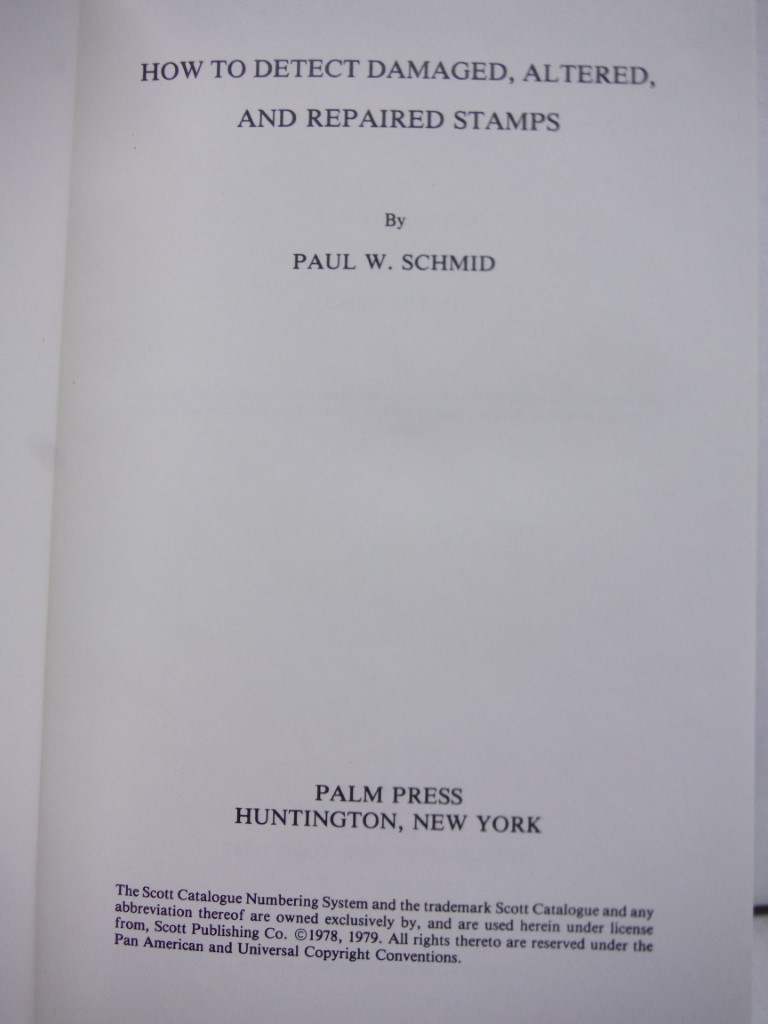 HOW TO DETECT DAMAGED, ALTERED,
AND REPAIRED STAMPS
By
PAUL W. SCHMID
PALM PRESS
HUNTINGTON, NEW YORK
The Scott Catalogue Numbering System and the trademark Scott Catalogue and any
abbreviation thereof are owned exclusively by, and are used herein under license
from, Scott Publishing Co. ©1978, 1979. All rights thereto are reserved under the
Pan American and Universal Copyright Conventions.